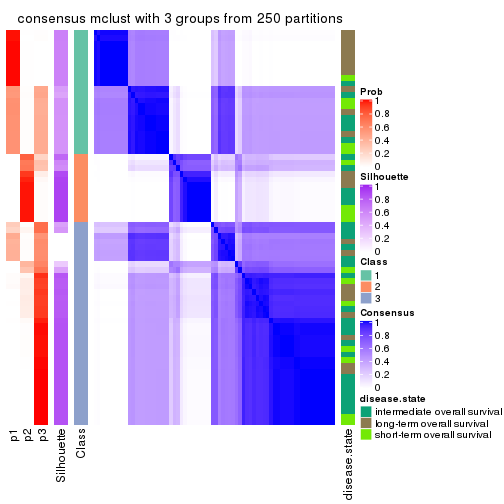 consensus mclust with 3 groups from 250 partitions
Prob
1
0.8
0.6
0.4
0.2
0
Silhouette
1
0.8
0.6
0.4
0.2
0
Class
1
2
3
Consensus
1
0.8
0.6
0.4
0.2
0
disease.state
intermediate overall survival
long-term overall survival
short-term overall survival
p1
p2
p3
Silhouette
Class
disease.state